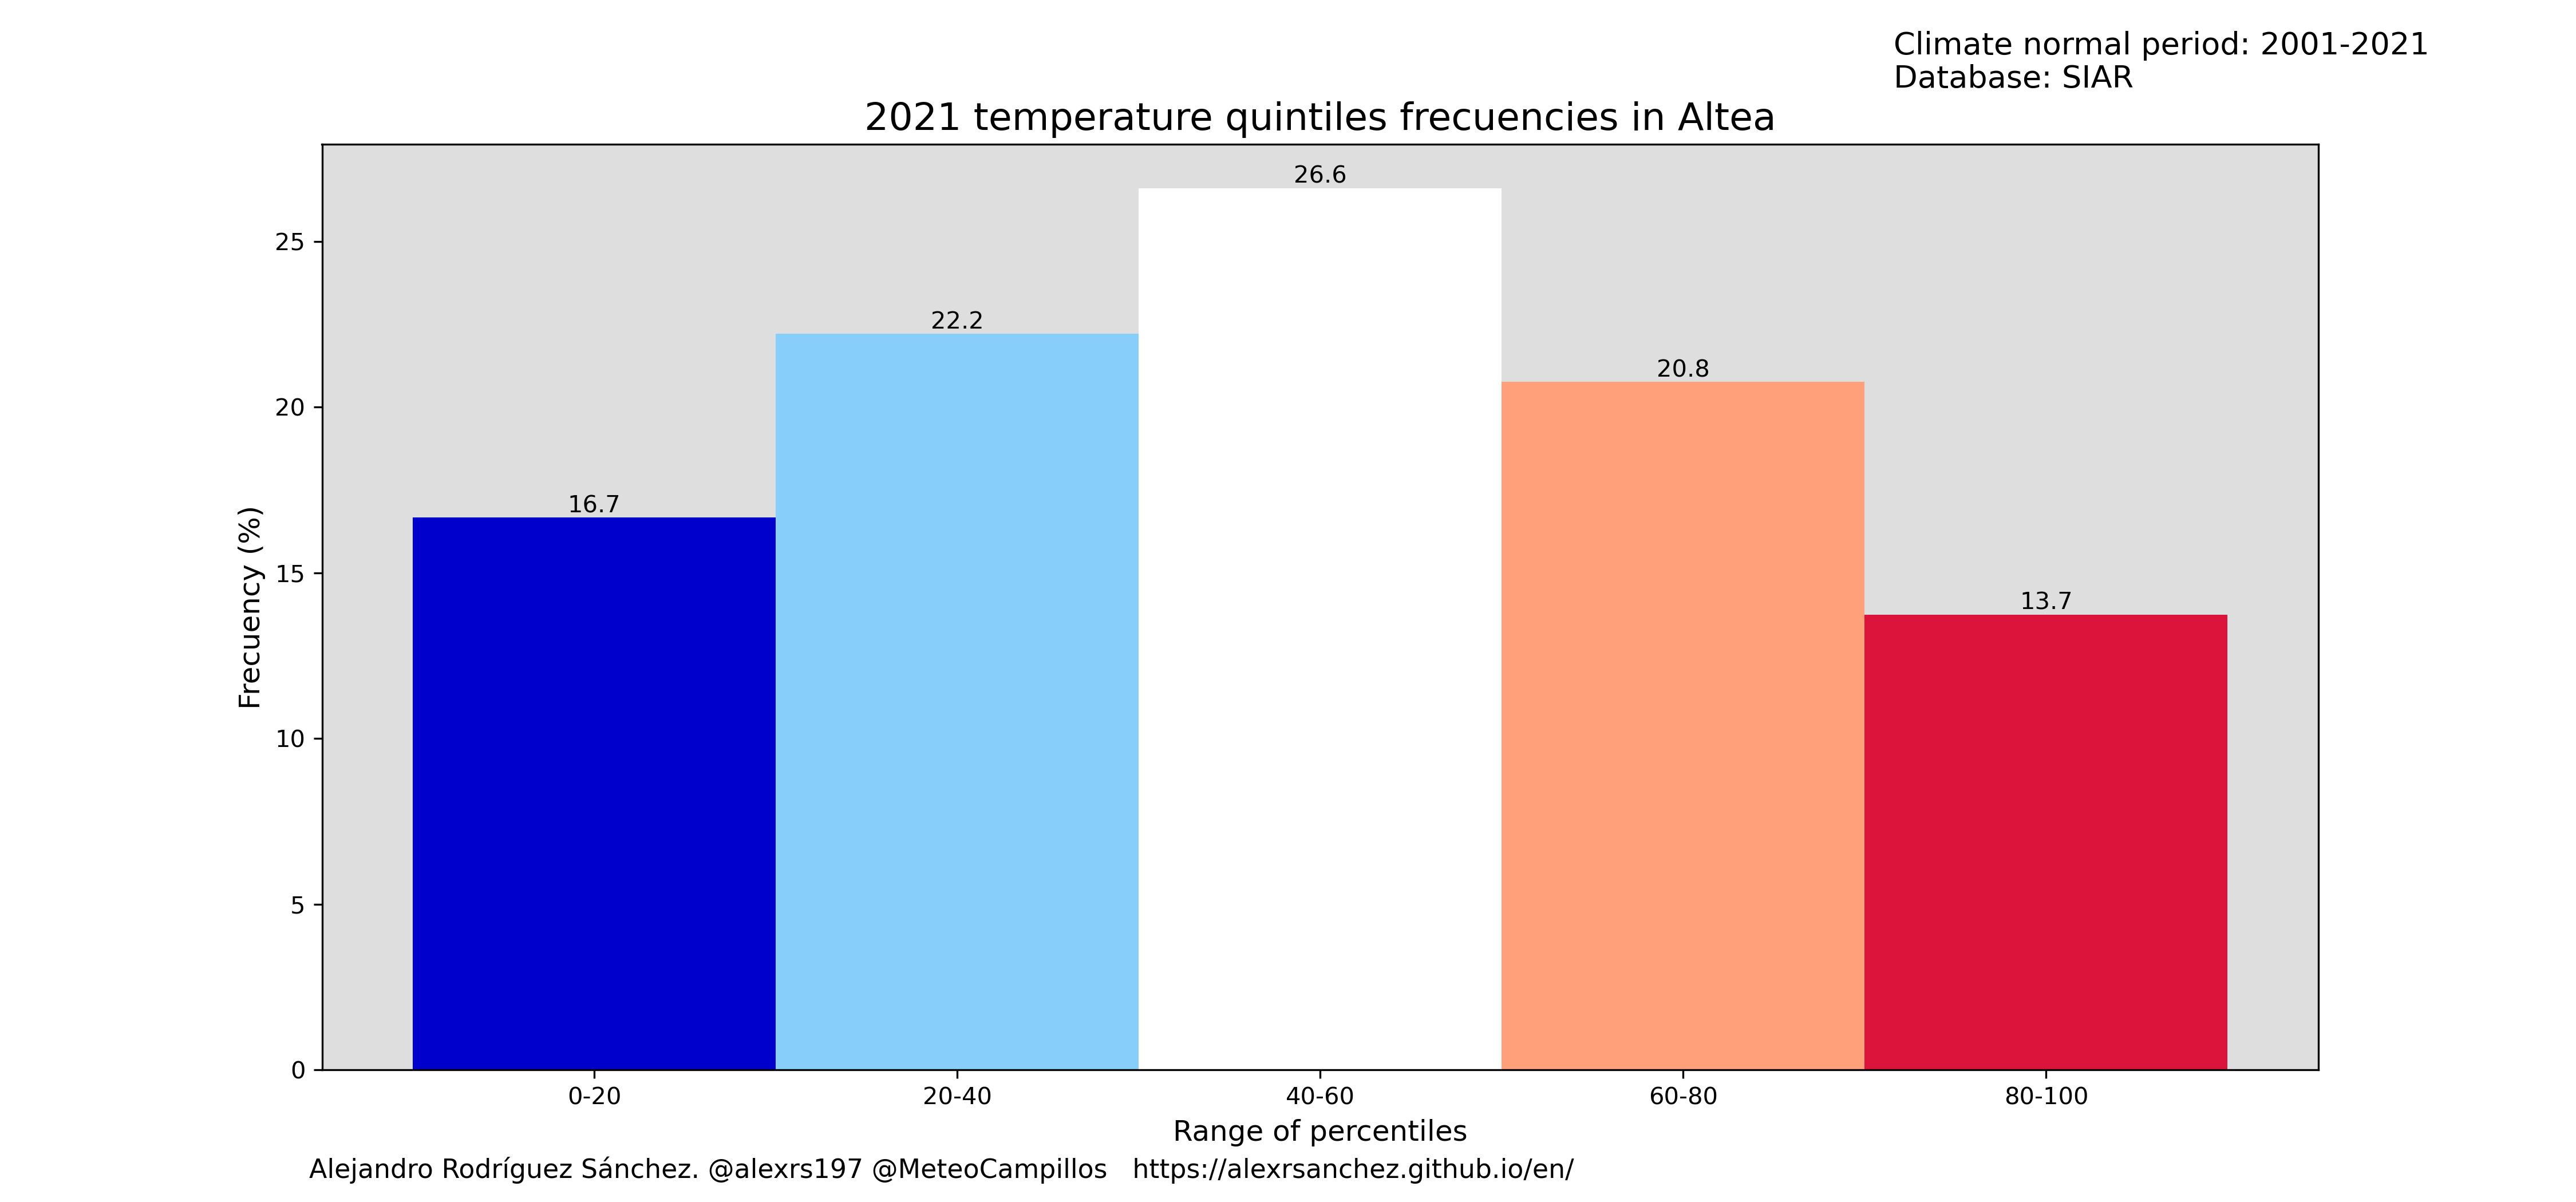 Climate normal period: 2001-2021
Database: SIAR
2021 temperature quintiles frecuencies in Altea
26.6
25
22.2
20.8
20
16.7
15
13.7
10
5
0
Frecuency (%)
0-20 20-40 40-60 60-80 80-100
Range of percentiles
Alejandro Rodríguez Sánchez. @alexrs197 @MeteoCampillos https://alexrsanchez.github.io/en/